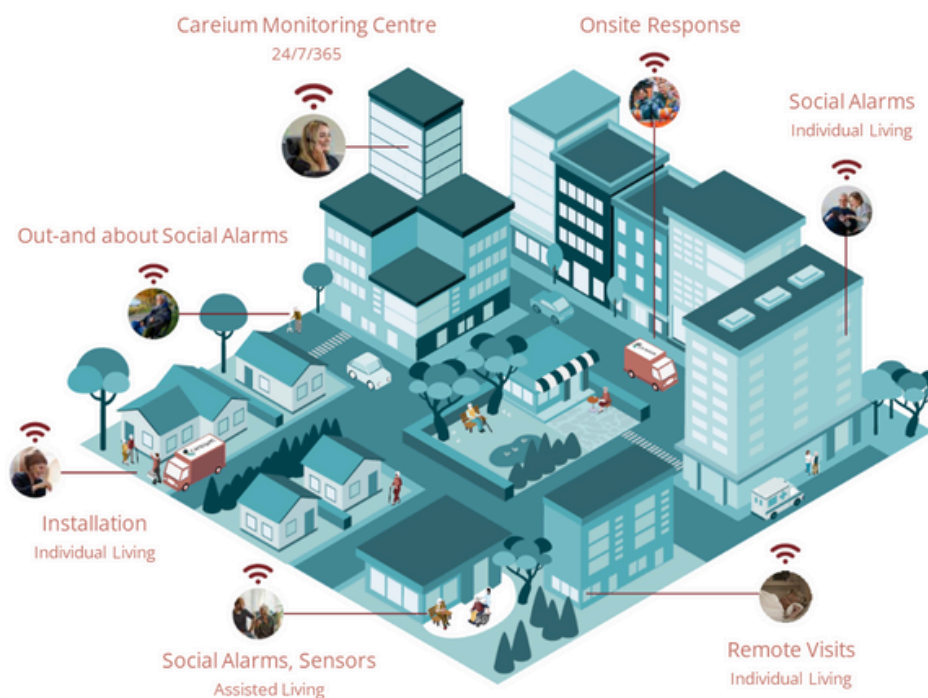 Careium Monitoring Centre
24/7/365
Onsite Response
Social Alarms
Individual Living
Out-and about Social Alarms
Installation
Individual Living
Social Alarms, Sensors
Assisted Living
Remote Visits
Individual Living